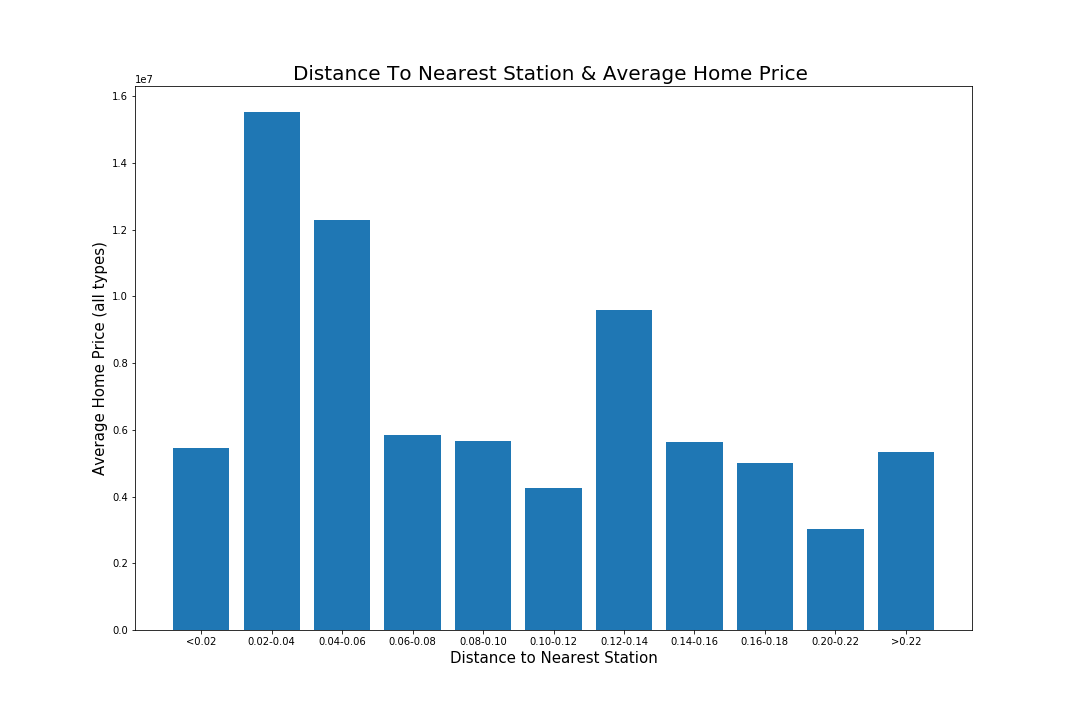 Distance To Nearest Station & Average Home Price
1e7
1.6
1.4
1.2
1.0
0.8
0.6
0.4
0.2
0.0
Average Home Price (all types)
<0.02 0.02-0.04 0.04-0.06 0.06-0.08 0.08-0.10 0.10-0.12 0.12-0.14 0.14-0.16 0.16-0.18 0.20-0.22 >0.22
Distance to Nearest Station